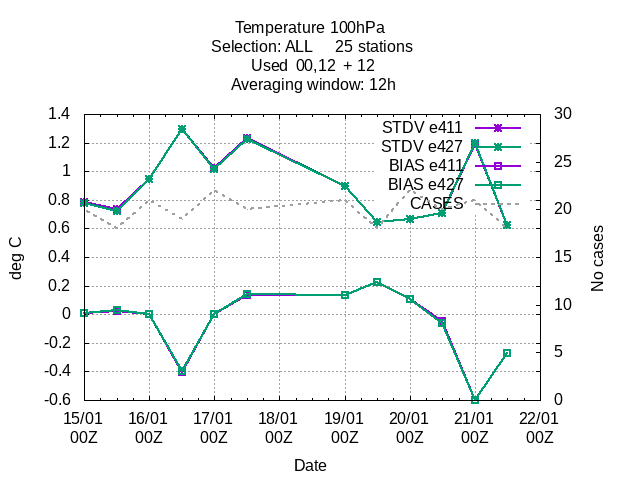 Temperature 100hPa
Selection: ALL 25 stations
Used 00,12 + 12
Averaging window: 12h
1.4
1.2
1
0.8
0.6
0.4
0.2
0
-0.2
-0.4
-0.6
deg C
STDV e411
STDV e427
BIAS e411
BIAS e427
CASES
30
25
20
15
10
5
0
No cases
15/01 16/01 17/01 18/01 19/01 20/01 21/01 22/01
00Z 00Z 00Z 00Z 00Z 00Z 00Z 00Z
Date